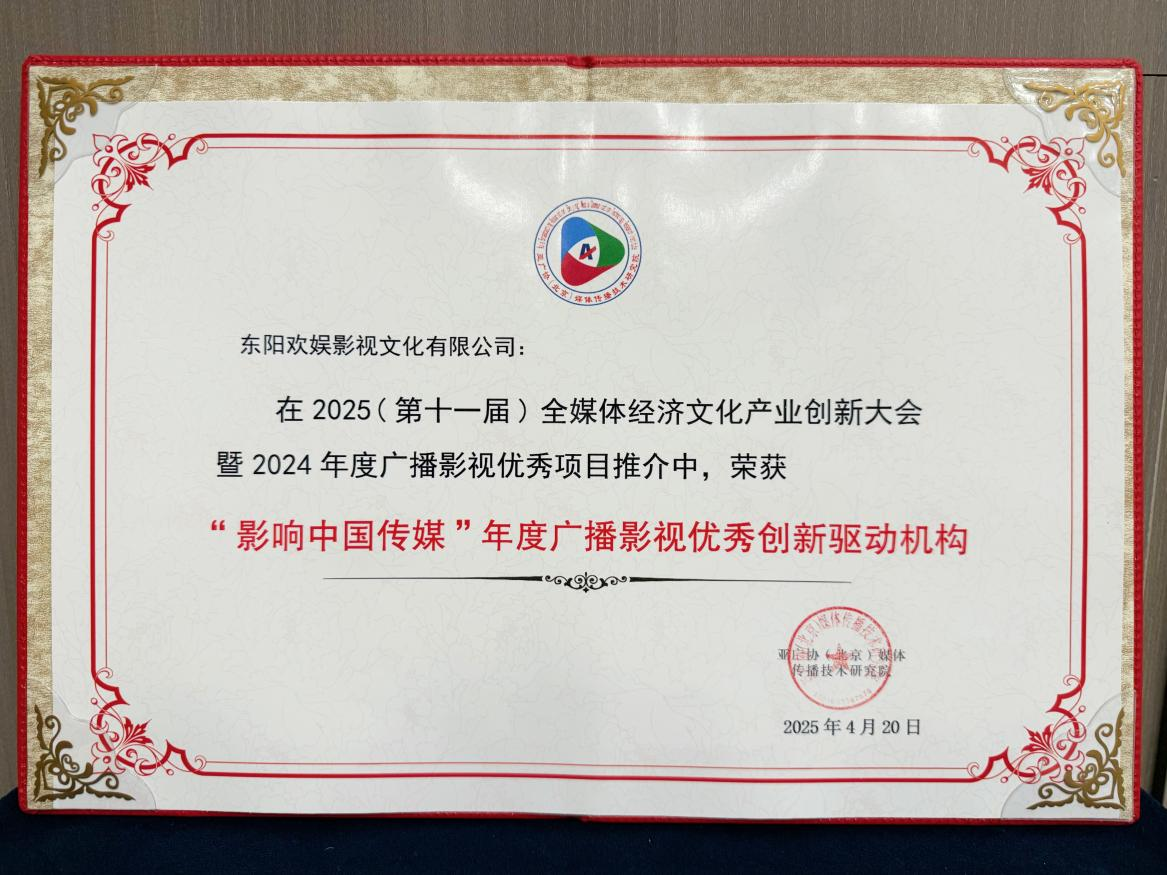 亚广协(北京)媒体传播技术研究院
东阳欢娱影视文化有限公司：
在 2025（第十一届）全媒体经济文化产业创新大会
暨 2024 年度广播影视优秀项目推介中，荣获
“影响中国传媒”年度广播影视优秀创新驱动机构
亚广协（北京）媒体
传播技术研究院
2025 年 4 月 20 日